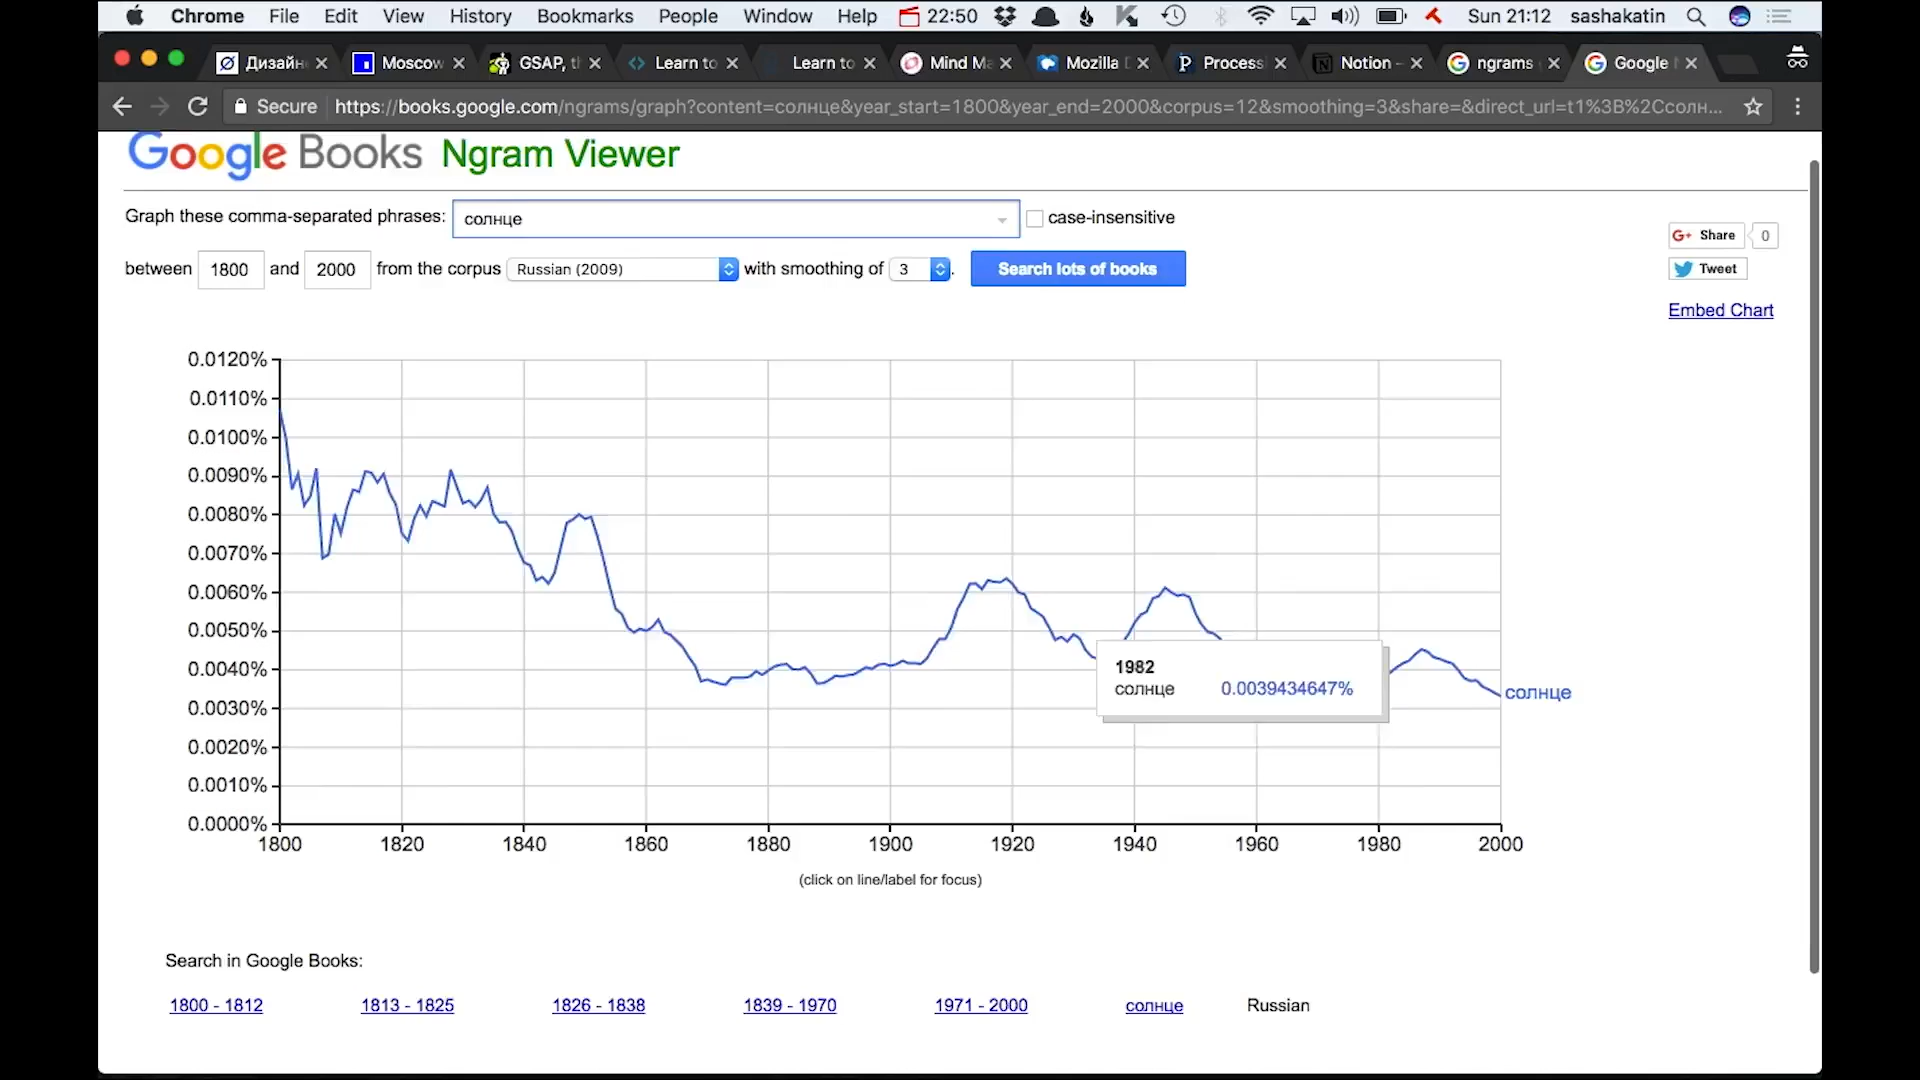 Chrome File Edit View History Bookmarks People Window Help 22:50 Sun 21:12 sashakatin
Дизайн Moscow GSAP, t Learn to Learn to Mind Ma Mozilla D Process Notion - ngrams Google
Secure https://books.google.com/ngrams/graph?content=солнце&year_start=1800&year_end=2000&corpus=12&smoothing=3&share=&direct_url=t1%3B%2Cсолн...
Google Books Ngram Viewer
Graph these comma-separated phrases: солнце case-insensitive
between 1800 and 2000 from the corpus Russian (2009) with smoothing of 3 . Search lots of books
G+ Share 0
Tweet
Embed Chart
0.0120%
0.0110%
0.0100%
0.0090%
0.0080%
0.0070%
0.0060%
0.0050%
0.0040%
0.0030%
0.0020%
0.0010%
0.0000%
1982
солнце 0.0039434647%
солнце
1800 1820 1840 1860 1880 1900 1920 1940 1960 1980 2000
(click on line/label for focus)
Search in Google Books:
1800 - 1812 1813 - 1825 1826 - 1838 1839 - 1970 1971 - 2000 солнце Russian